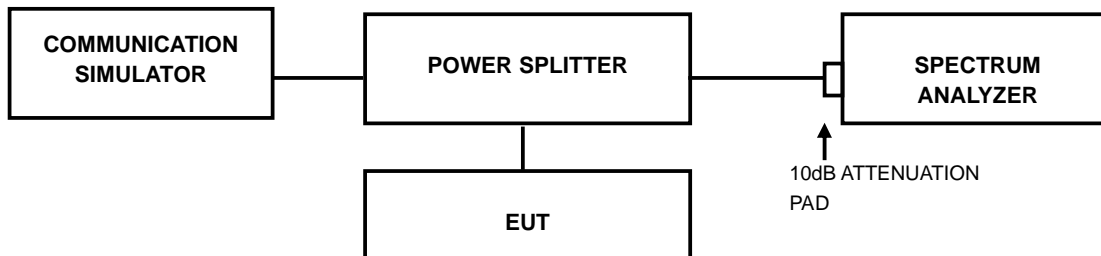 COMMUNICATION
SIMULATOR
POWER SPLITTER
SPECTRUM
ANALYZER
10dB ATTENUATION
PAD
EUT